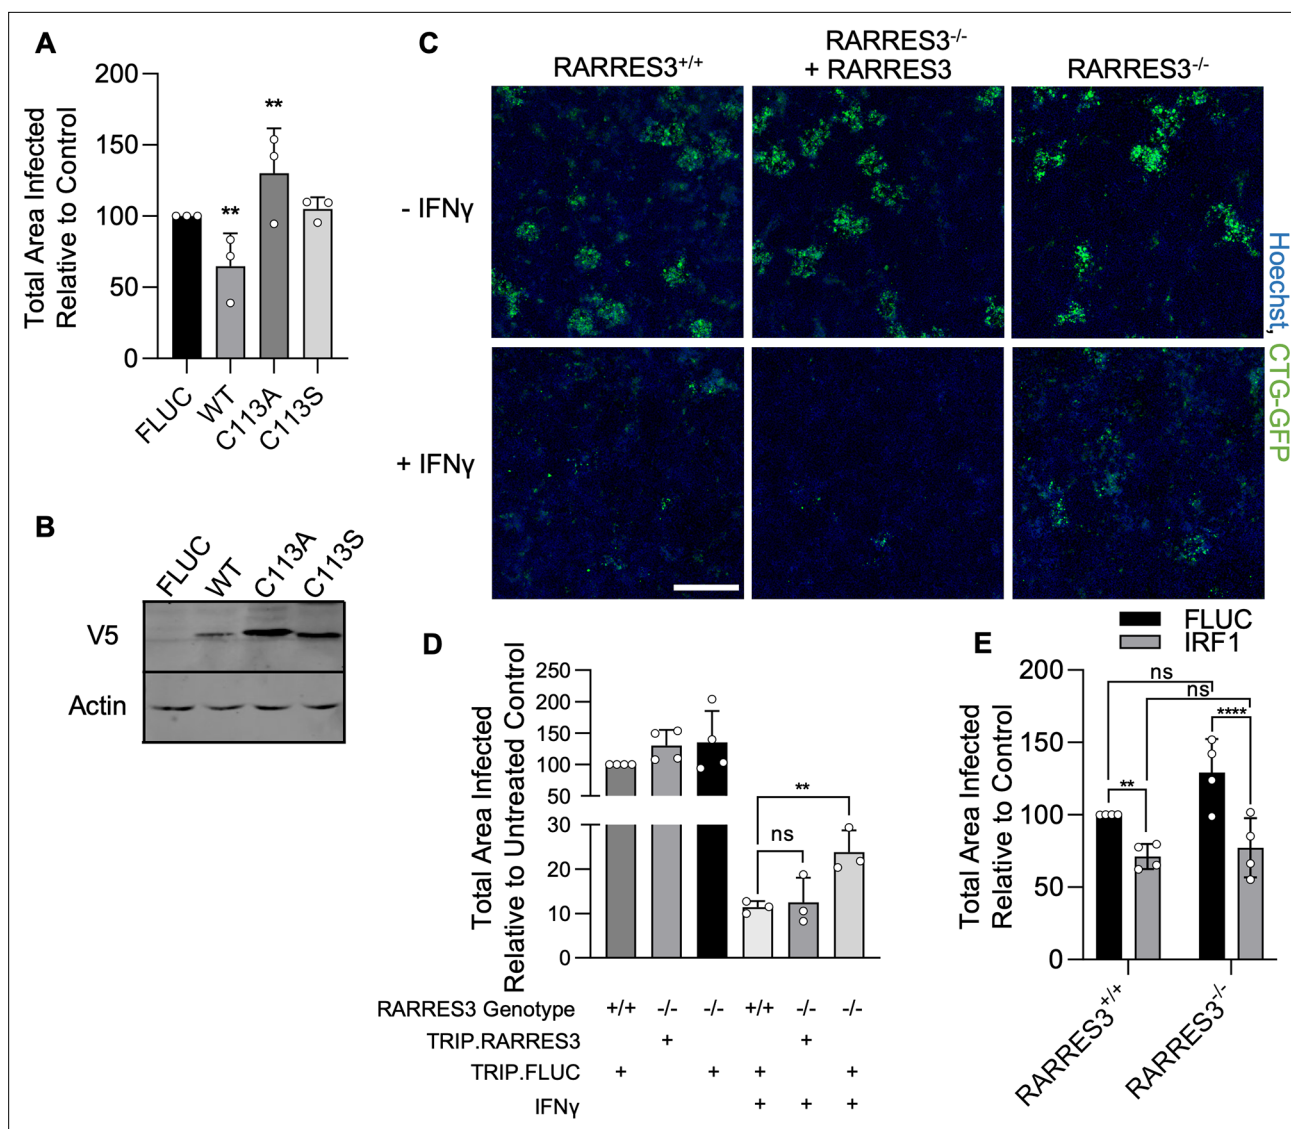 A
Total Area Infected
Relative to Control
200
150
100
50
0
**
**
FLUC
WT
C113A
C113S
B
FLUC
WT
C113A
C113S
V5
Actin
C
RARRES3+/+
RARRES3-/-
+ RARRES3
RARRES3-/-
- IFNγ
+ IFNγ
Hoechst, CTG-GFP
D
Total Area Infected
Relative to Untreated Control
250
200
150
100
50
30
20
10
0
ns
**
RARRES3 Genotype +/+ -/- -/- +/+ -/- -/-
TRIP.RARRES3 + +
TRIP.FLUC + + + +
IFNγ + + +
E
FLUC
IRF1
Total Area Infected
Relative to Control
200
150
100
50
0
ns
ns
**
****
RARRES3+/+
RARRES3-/-